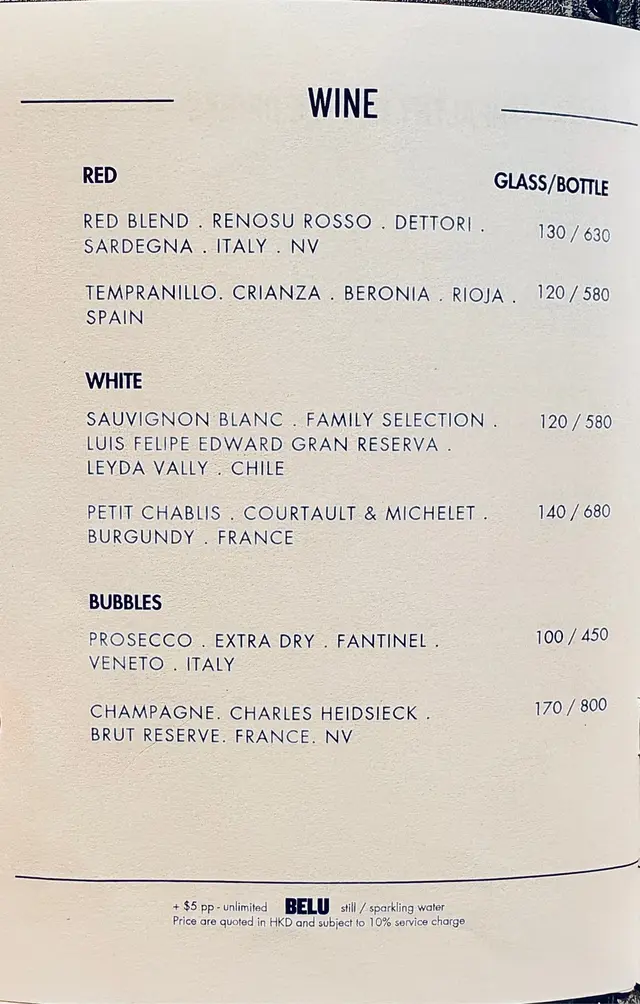 WINE
RED
GLASS/BOTTLE
RED BLEND . RENOSU ROSSO . DETTORI . 130 / 630
SARDEGNA . ITALY . NV
TEMPRANILLO. CRIANZA . BERONIA . RIOJA . 120 / 580
SPAIN
WHITE
SAUVIGNON BLANC . FAMILY SELECTION . 120 / 580
LUIS FELIPE EDWARD GRAN RESERVA .
LEYDA VALLY . CHILE
PETIT CHABLIS . COURTAULT & MICHELET . 140 / 680
BURGUNDY . FRANCE
BUBBLES
PROSECCO . EXTRA DRY . FANTINEL . 100 / 450
VENETO . ITALY
CHAMPAGNE. CHARLES HEIDSIECK . 170 / 800
BRUT RESERVE. FRANCE. NV
+ $5 pp - unlimited BELU still / sparkling water
Price are quoted in HKD and subject to 10% service charge